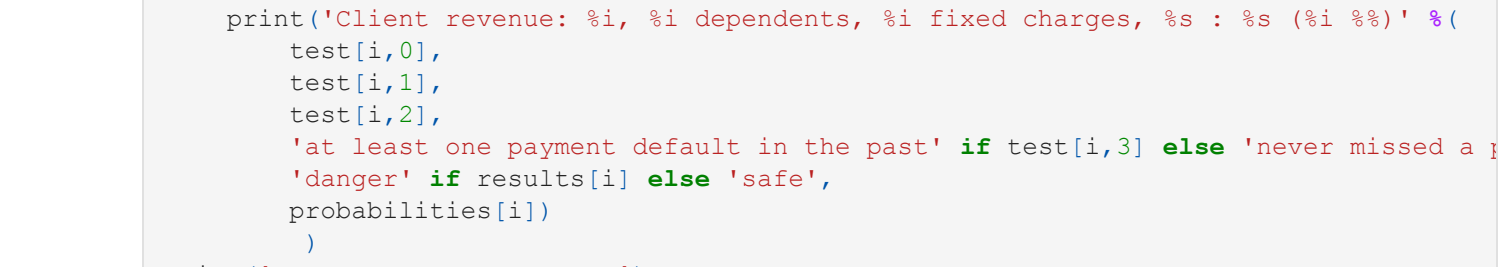 print('Client revenue: %i, %i dependents, %i fixed charges, %s : %s (%i %%)' %(
test[i,0],
test[i,1],
test[i,2],
'at least one payment default in the past' if test[i,3] else 'never missed a
'danger' if results[i] else 'safe',
probabilities[i])
)